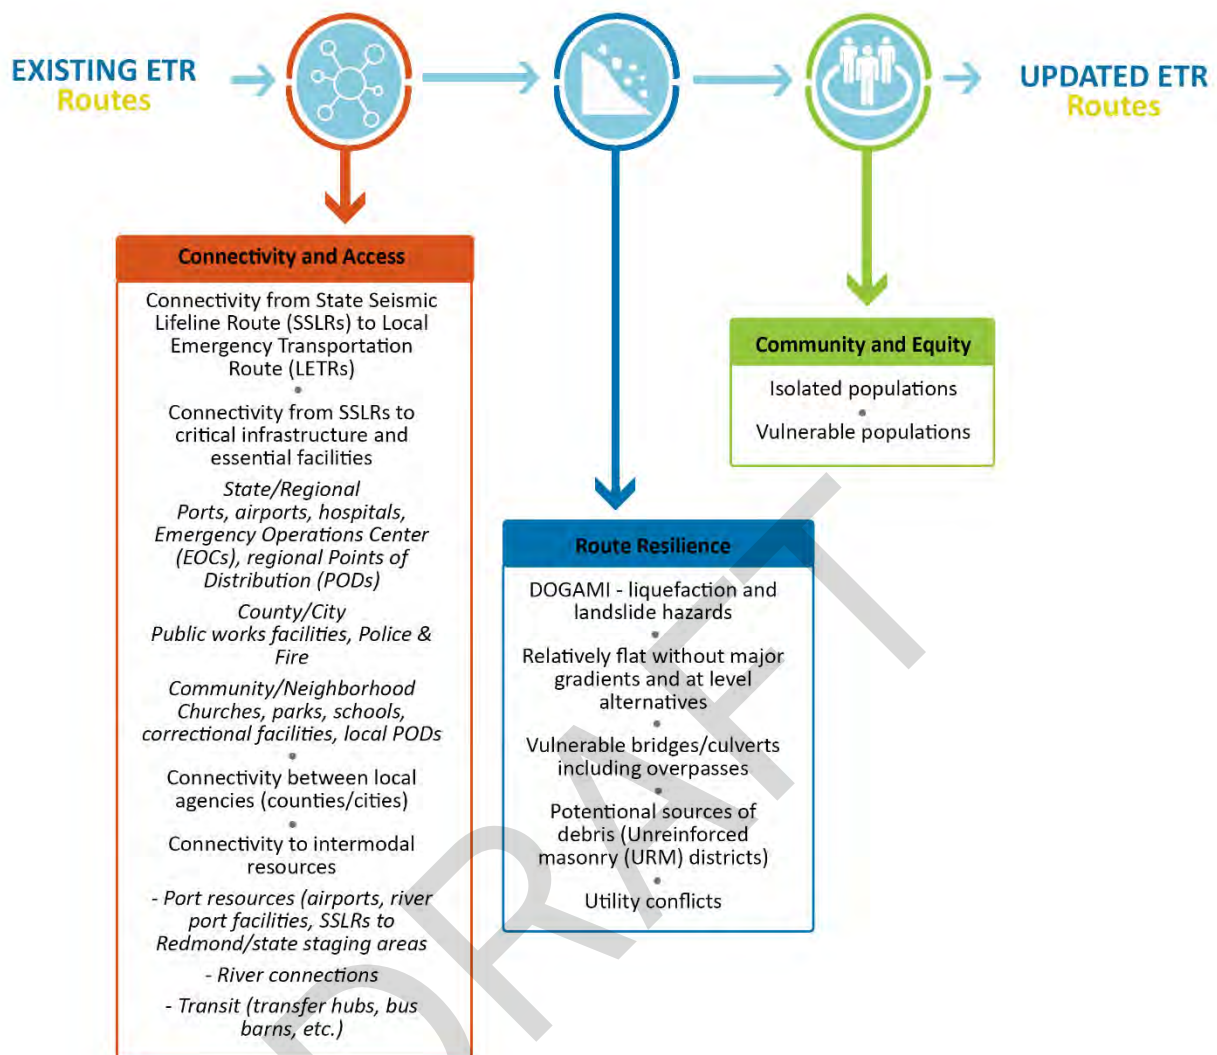 EXISTING ETR
Routes
UPDATED ETR
Routes
Connectivity and Access
Connectivity from State Seismic
Lifeline Route (SSLRs) to Local
Emergency Transportation
Route (LETRs)
Connectivity from SSLRs to
critical infrastructure and
essential facilities
State/Regional
Ports, airports, hospitals,
Emergency Operations Center
(EOCs), regional Points of
Distribution (PODs)
County/City
Public works facilities, Police &
Fire
Community/Neighborhood
Churches, parks, schools,
correctional facilities, local PODs
Connectivity between local
agencies (counties/cities)
Connectivity to intermodal
resources
- Port resources (airports, river
port facilities, SSLRs to
Redmond/state staging areas
- River connections
- Transit (transfer hubs, bus
barns, etc.)
Route Resilience
DOGAMI - liquefaction and
landslide hazards
Relatively flat without major
gradients and at level
alternatives
Vulnerable bridges/culverts
including overpasses
Potential sources of
debris (Unreinforced
masonry (URM) districts)
Utility conflicts
Community and Equity
Isolated populations
Vulnerable populations
DRAFT